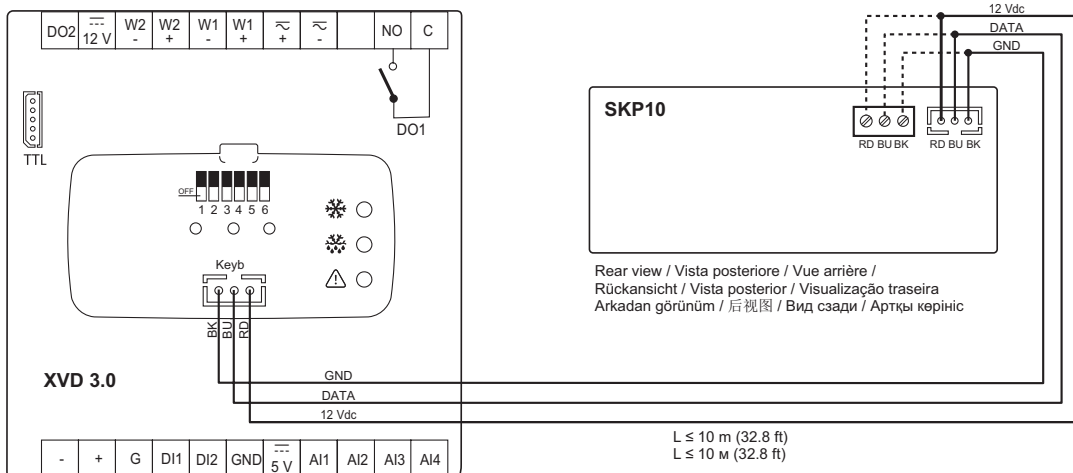 12 Vdc
DATA
GND
DO2 ⎓ 12 V W2 - W2 + W1 - W1 + ≂ + ≂ - NO C
DO1
TTL
OFF
1 2 3 4 5 6
Keyb
BK BU RD
XVD 3.0
GND
DATA
12 Vdc
- + G DI1 DI2 GND ⎓ 5 V AI1 AI2 AI3 AI4
SKP10
RD BU BK RD BU BK
Rear view / Vista posteriore / Vue arrière /
Rückansicht / Vista posterior / Visualização traseira
Arkadan görünüm / 后视图 / Вид сзади / Артқы көрініс
L ≤ 10 m (32.8 ft)
L ≤ 10 м (32.8 ft)